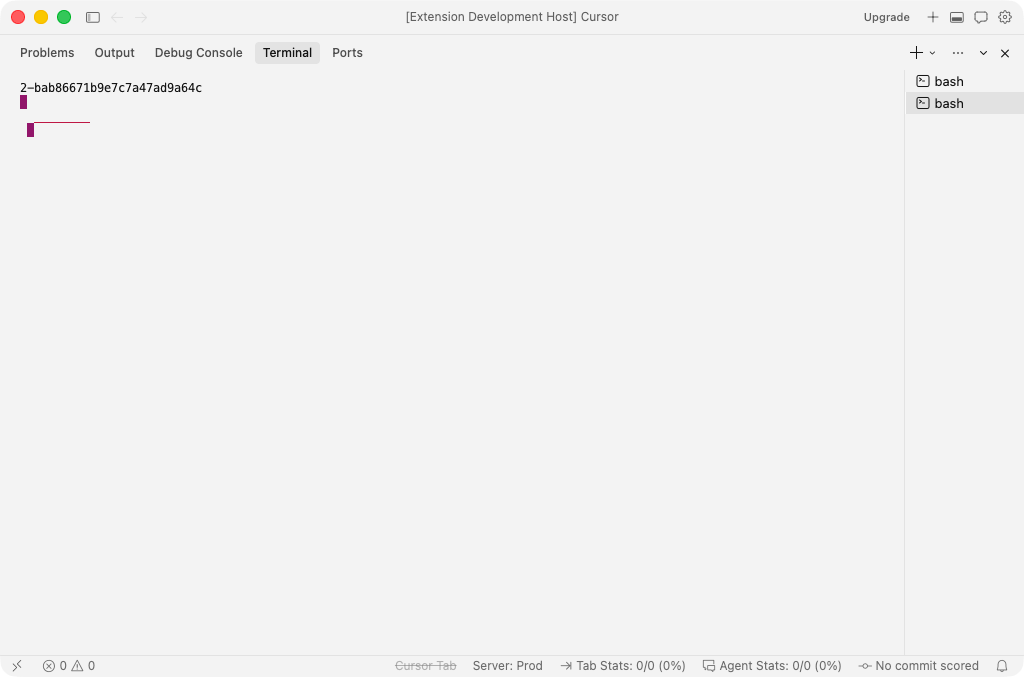 [Extension Development Host] Cursor
Upgrade
Problems Output Debug Console Terminal Ports
2-bab86671b9e7c7a47ad9a64c
bash
bash
0 0 Cursor Tab Server: Prod Tab Stats: 0/0 (0%) Agent Stats: 0/0 (0%) No commit scored